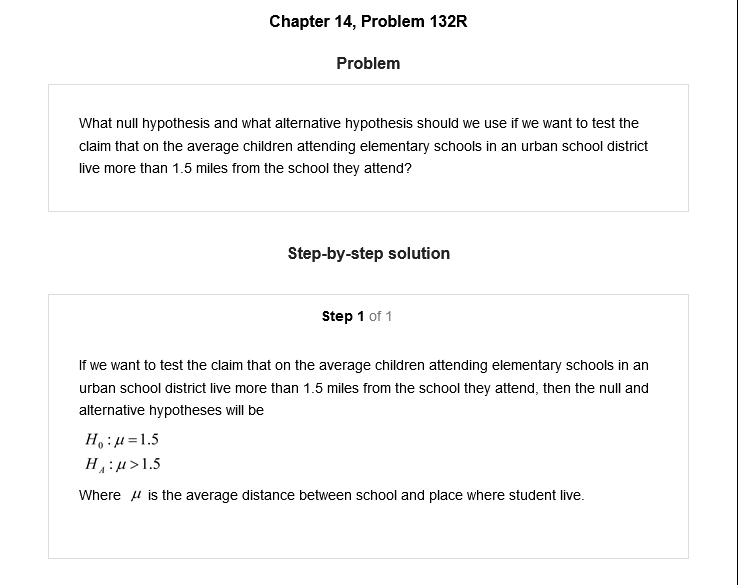 Chapter 14, Problem 132R
Problem
What null hypothesis and what alternative hypothesis should we use if we want to test the
claim that on the average children attending elementary schools in an urban school district
live more than 1.5 miles from the school they attend?
Step-by-step solution
Step 1 of 1
If we want to test the claim that on the average children attending elementary schools in an
urban school district live more than 1.5 miles from the school they attend, then the null and
alternative hypotheses will be
H₀ : μ = 1.5
H_A : μ > 1.5
Where μ is the average distance between school and place where student live.